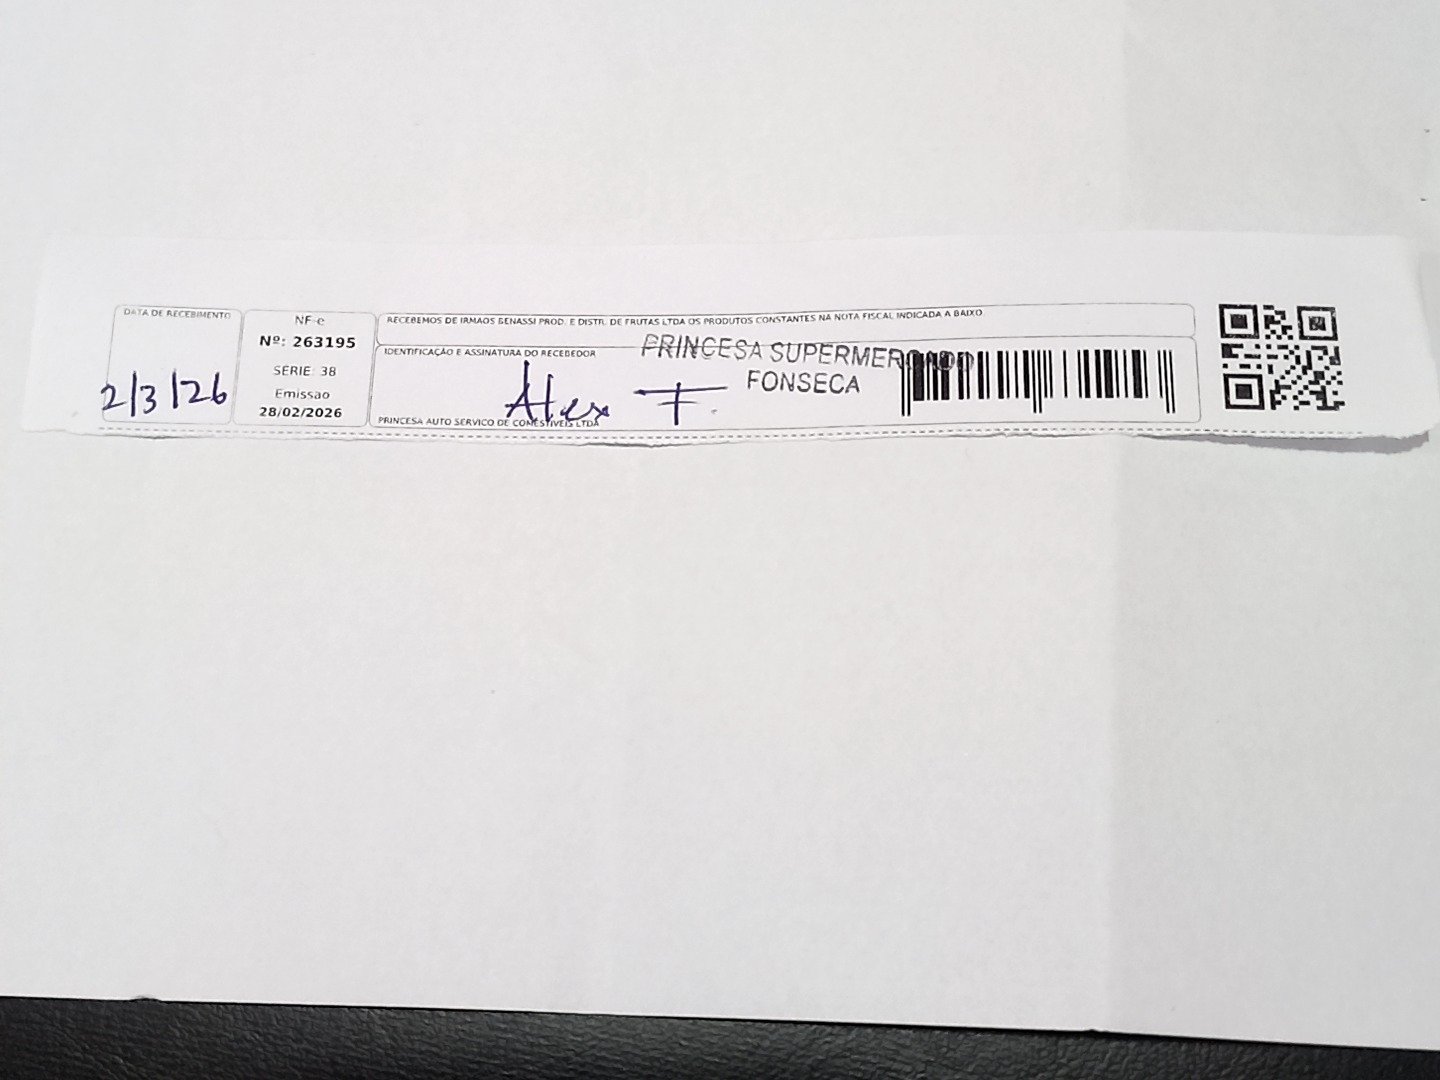 DATA DE RECEBIMENTO
2/3/26
NF-e
Nº: 263195
SÉRIE: 38
Emissao
28/02/2026
RECEBEMOS DE IRMAOS BENASSI PROD. E DISTR. DE FRUTAS LTDA OS PRODUTOS CONSTANTES NA NOTA FISCAL INDICADA A BAIXO
IDENTIFICAÇÃO E ASSINATURA DO RECEBEDOR
PRINCESA SUPERMERCADO
FONSECA
Alex F.
PRINCESA AUTO SERVICO DE COMESTIVEIS LTDA